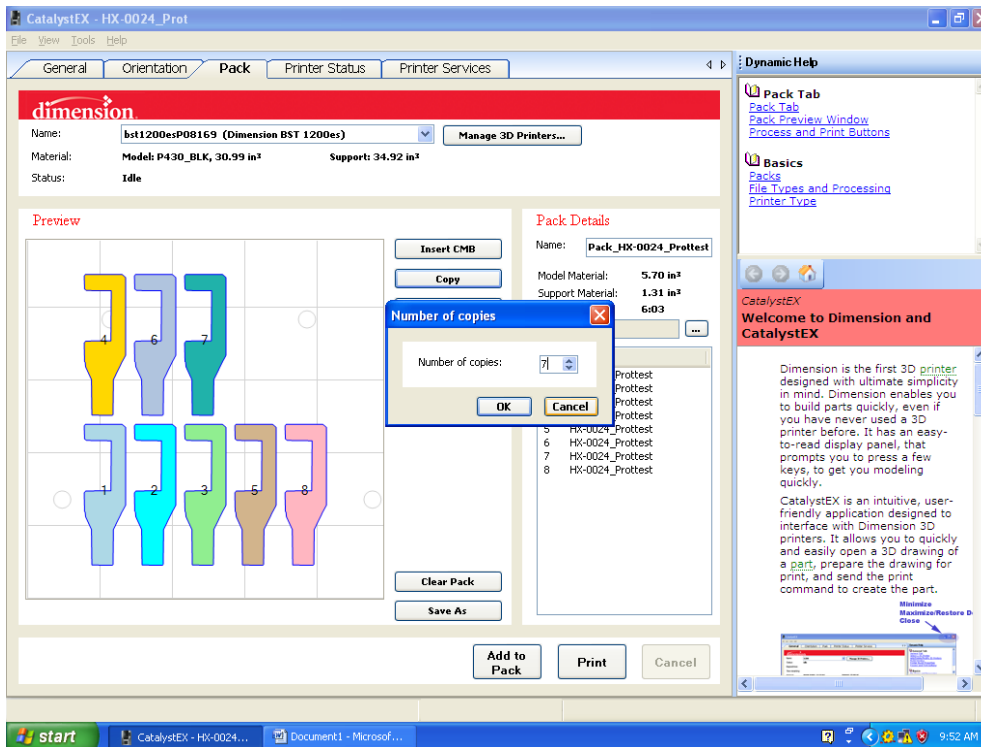 CatalystEX - HX-0024_Prot
File View Tools Help
General Orientation Pack Printer Status Printer Services
dimension
Name: bst1200esP08169 (Dimension BST 1200es) Manage 3D Printers...
Material: Model: P430_BLK, 30.99 in³ Support: 34.92 in³
Status: Idle
Preview
4 6 7
1 2 3 5 8
Insert CMB
Copy
Clear Pack
Save As
Pack Details
Name: Pack_HX-0024_Prottest
Model Material: 5.70 in³
Support Material: 1.31 in³
6:03
...
Prottest
Prottest
Prottest
Prottest
5 HX-0024_Prottest
6 HX-0024_Prottest
7 HX-0024_Prottest
8 HX-0024_Prottest
Number of copies
Number of copies: 7
OK Cancel
Add to Pack Print Cancel
Dynamic Help
Pack Tab
Pack Tab
Pack Preview Window
Process and Print Buttons
Basics
Packs
File Types and Processing
Printer Type
CatalystEX
Welcome to Dimension and
CatalystEX
Dimension is the first 3D printer
designed with ultimate simplicity
in mind. Dimension enables you
to build parts quickly, even if
you have never used a 3D
printer before. It has an easy-
to-read display panel, that
prompts you to press a few
keys, to get you modeling
quickly.
CatalystEX is an intuitive, user-
friendly application designed to
interface with Dimension 3D
printers. It allows you to quickly
and easily open a 3D drawing of
a part, prepare the drawing for
print, and send the print
command to create the part.
Minimize
Maximize/Restore D
Close
start CatalystEX - HX-0024... Document1 - Microsof... 9:52 AM